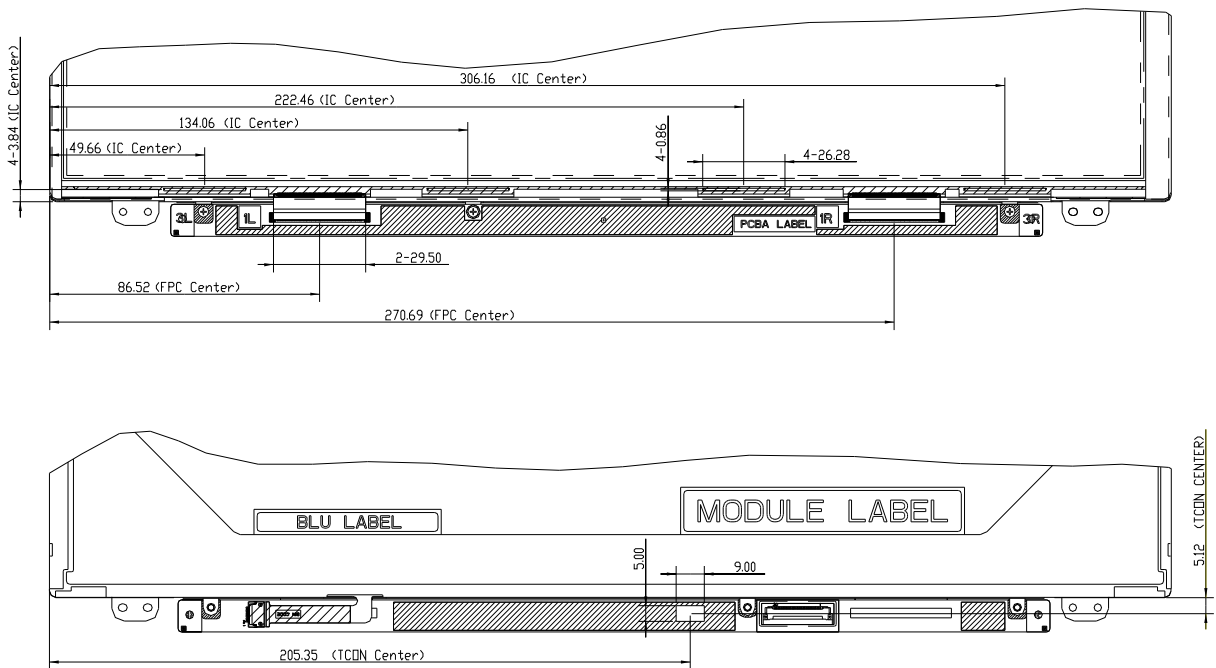 306.16 (IC Center)
222.46 (IC Center)
134.06 (IC Center)
49.66 (IC Center)
4-3.84 (IC Center)
4-0.86
4-26.28
31L
1L
PCBA LABEL
1R
31R
2-29.50
86.52 (FPC Center)
270.69 (FPC Center)
BLU LABEL
MODULE LABEL
5.12 (TCON CENTER)
5.00
9.00
205.35 (TCON Center)